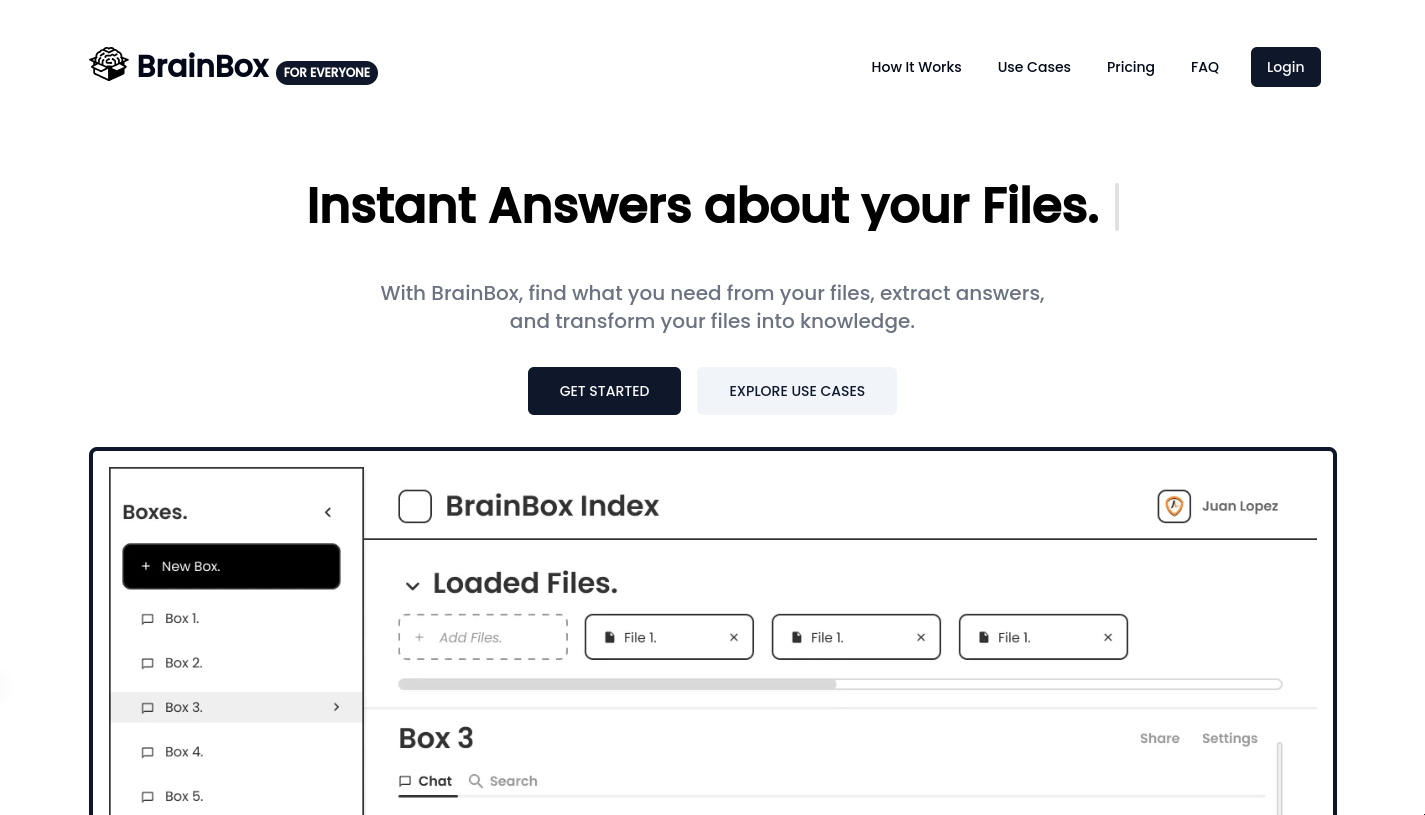 BrainBox FOR EVERYONE
How It Works Use Cases Pricing FAQ Login
Instant Answers about your Files.
With BrainBox, find what you need from your files, extract answers,
and transform your files into knowledge.
GET STARTED EXPLORE USE CASES
Boxes.
+ New Box.
Box 1.
Box 2.
Box 3.
Box 4.
Box 5.
BrainBox Index
Juan Lopez
Loaded Files.
+ Add Files.
File 1. ×
File 1. ×
File 1. ×
Box 3
Share Settings
Chat Search